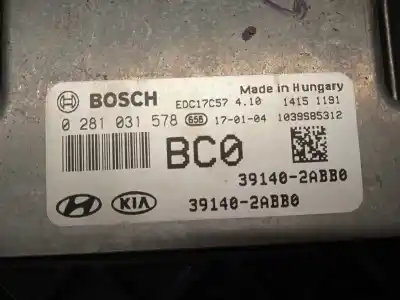 BOSCH EDC17C57 4.10 Made in Hungary 1415 1191
0 281 031 578 656 17-01-04 1039S85312
BC0
39140-2ABB0
KIA 39140-2ABB0